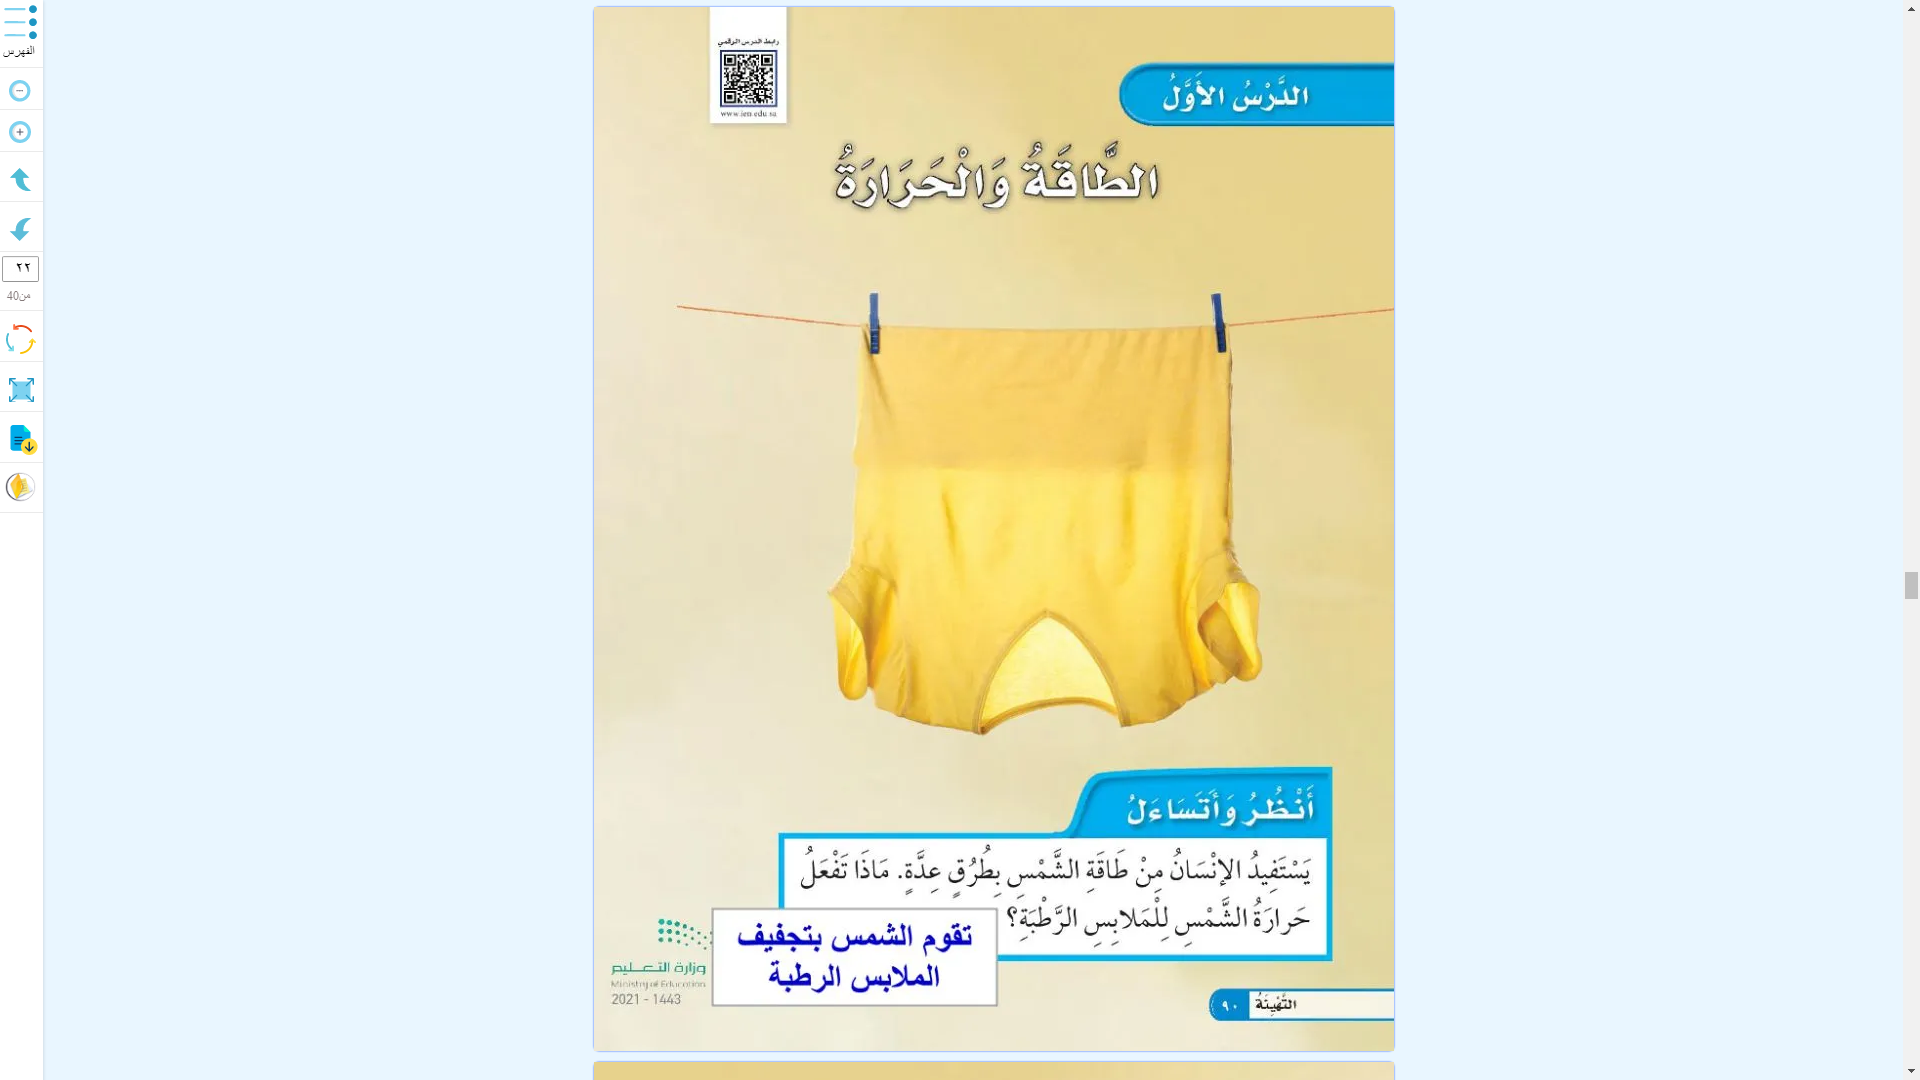 الفهرس
٢٢
من40
رابط الدرس الرقمي
www.ien.edu.sa
الدَّرْسُ الأَوَّلُ
الطَّاقَةُ وَالْحَرَارَةُ
أَنْظُرُ وَأَتَسَاءَلُ
يَسْتَفِيدُ الإنْسَانُ مِنْ طَاقَةِ الشَّمْسِ بِطُرُقٍ عِدَّةٍ. مَاذَا تَفْعَلُ
حَرارَةُ الشَّمْسِ لِلْمَلابِسِ الرَّطْبَةِ؟
تقوم الشمس بتجفيف
الملابس الرطبة
وزارة التعليم
Ministry of Education
2021 - 1443
التَّهْيِئَةُ ٩٠